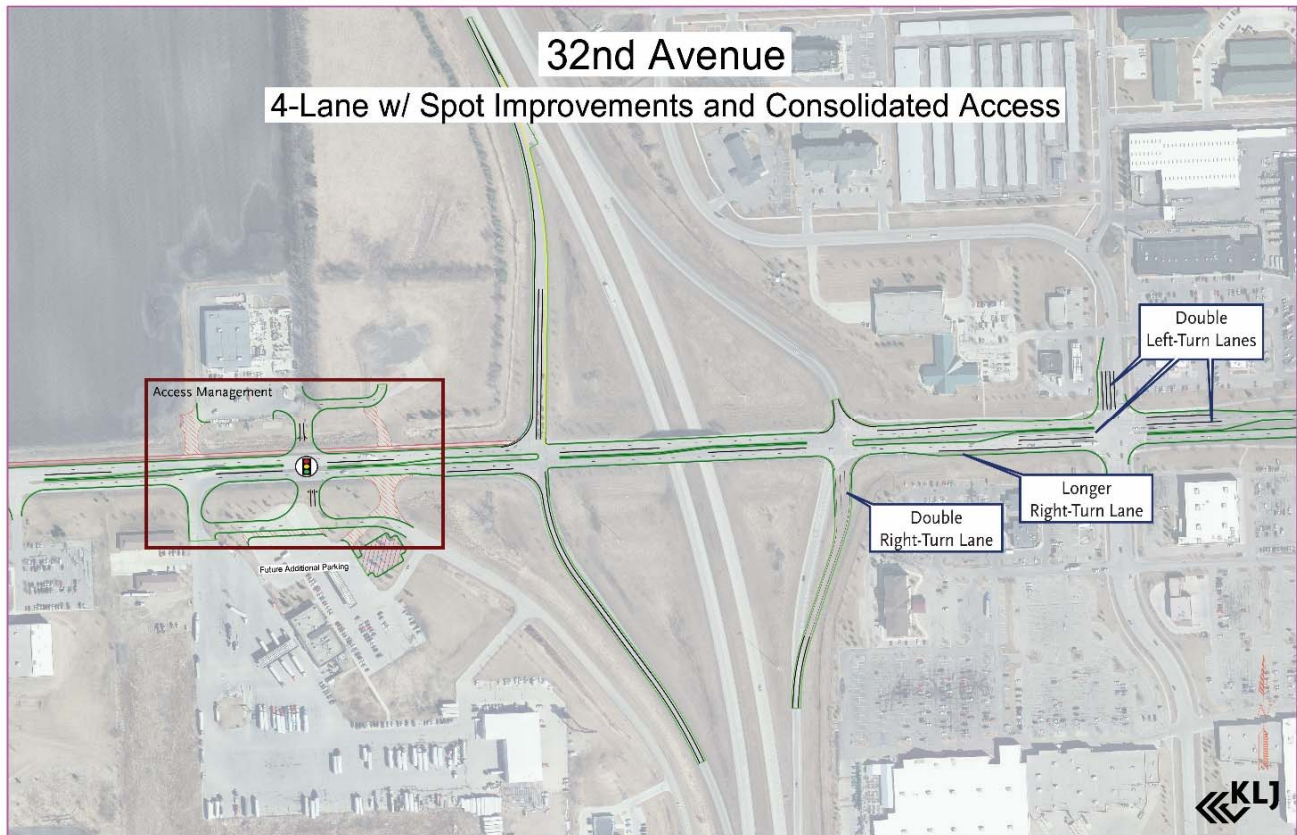 32nd Avenue
4-Lane w/ Spot Improvements and Consolidated Access
Double
Left-Turn Lanes
Access Management
Longer
Right-Turn Lane
Double
Right-Turn Lane
Future Additional Parking
KLJ